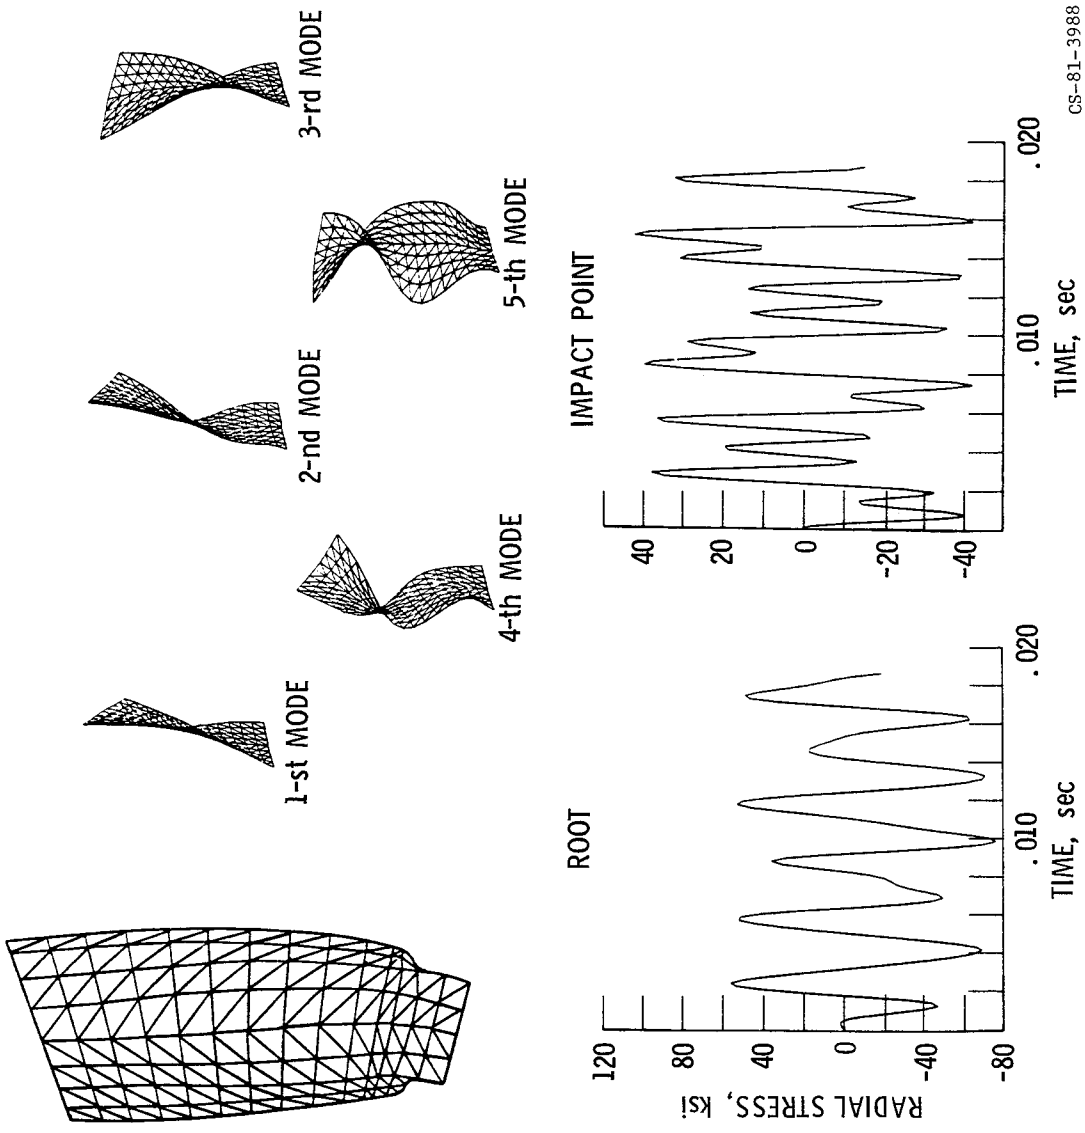 1-st MODE
2-nd MODE
3-rd MODE
4-th MODE
5-th MODE
ROOT
RADIAL STRESS, ksi
120
80
40
0
-40
-80
.010
.020
TIME, sec
IMPACT POINT
40
20
0
-20
-40
.010
.020
TIME, sec
CS-81-3988